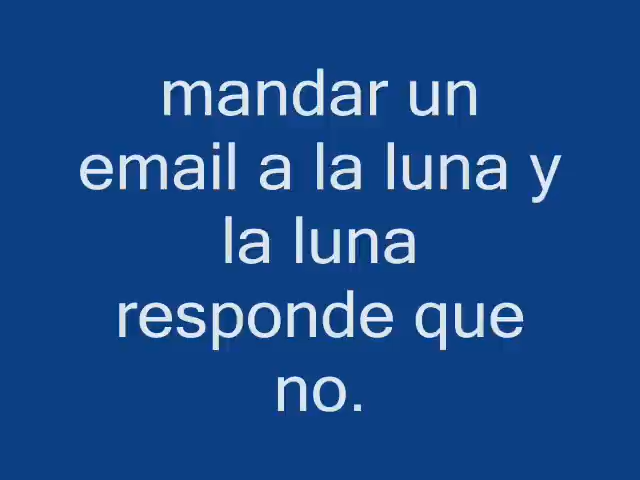 mandar un
email a la luna y
la luna
responde que
no.